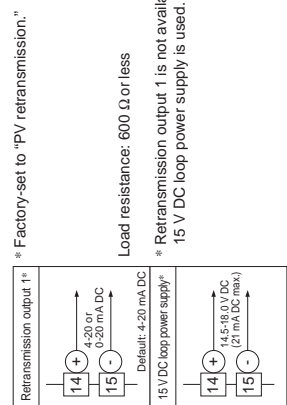 Retransmission output 1*
14
+
4-20 or
0-20 mA DC
15
-
Default: 4-20 mA DC
15 V DC loop power supply*
14
+
14.5-18.0 V DC
(21 mA DC max.)
15
-
* Factory-set to "PV retransmission."
Load resistance: 600 Ω or less
* Retransmission output 1 is not
15 V DC loop power supply is used.